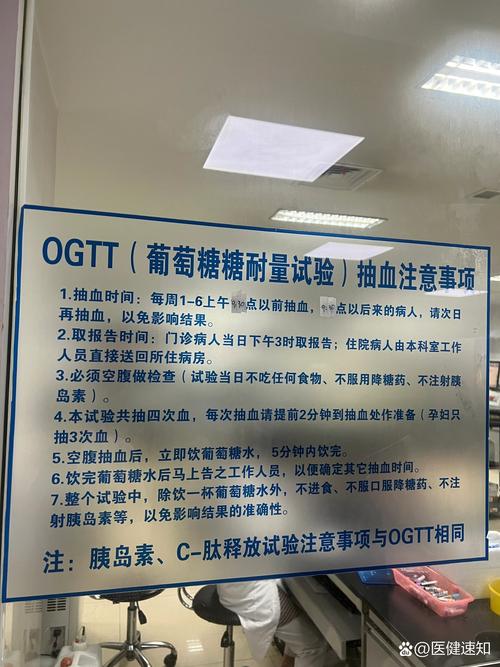 OGTT（葡萄糖糖耐量试验）抽血注意事项
1.抽血时间：每周1-6上午点以前抽血，点以后来的病人，请次日
再抽血，以免影响结果。
2.取报告时间：门诊病人当日下午3时取报告；住院病人由本科室工作
人员直接送回所住病房。
3.必须空腹做检查（试验当日不吃任何食物、不服用降糖药、不注射胰
岛素）。
4.本试验共抽四次血，每次抽血请提前2分钟到抽血处作准备（孕妇只
抽3次血）。
5.空腹抽血后，立即饮葡萄糖水，5分钟内饮完。
6.饮完葡萄糖水后马上告之工作人员，以便确定其它抽血时间。
7.整个试验中，除饮一杯葡萄糖水外，不进食、不服口服降糖药、不注
射胰岛素等，以免影响结果的准确性。
注：胰岛素、C-肽释放试验注意事项与OGTT相同
@医健速知